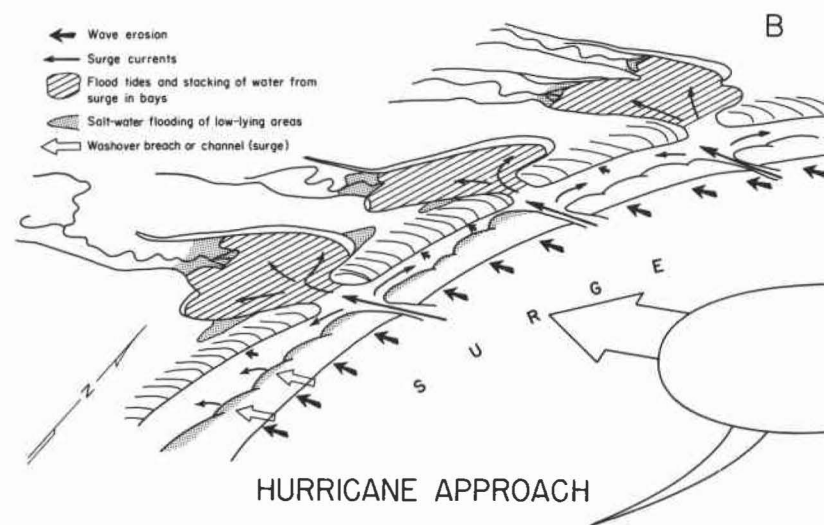 B
Wave erosion
Surge currents
Flood tides and stacking of water from
surge in bays
Salt-water flooding of low-lying areas
Washover breach or channel (surge)
N
SURGE
HURRICANE APPROACH